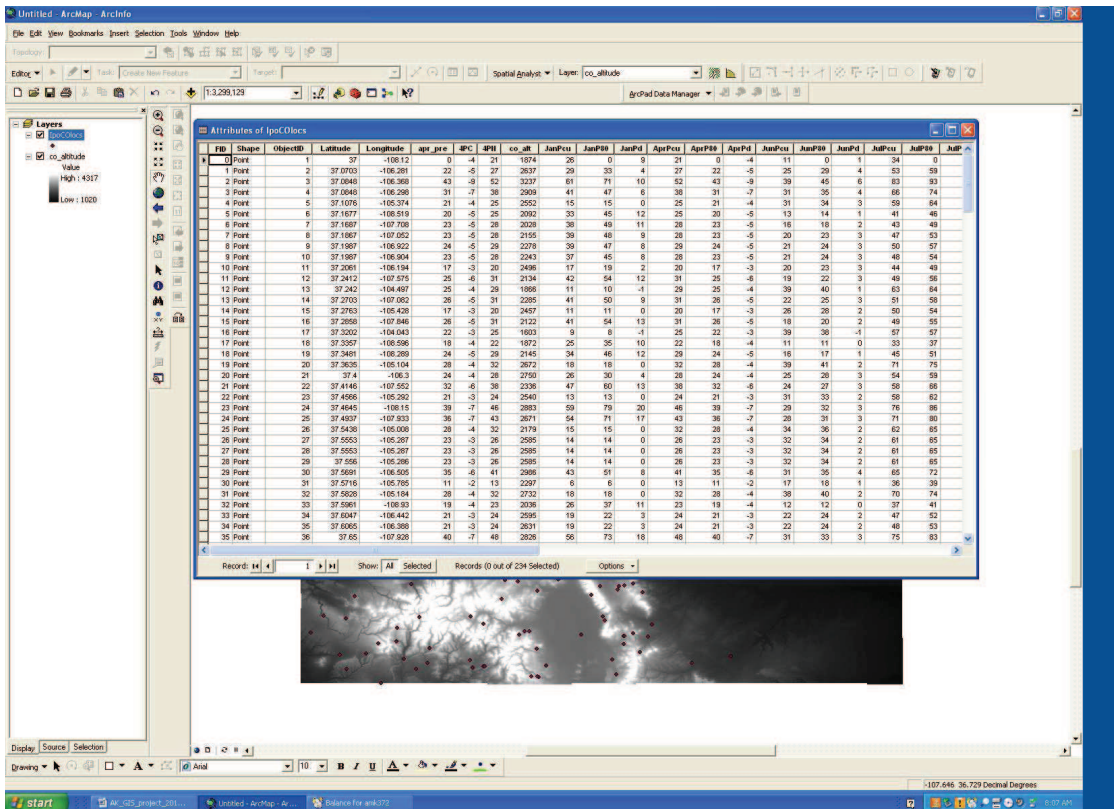 Untitled - ArcMap - ArcInfo
File Edit View Bookmarks Insert Selection Tools Window Help
Topology:
Editor Task: Create New Feature Target: Spatial Analyst Layer: co_altitude
1:3,299,129 ArcPad Data Manager
Layers
IpoCOlocs
co_altitude
Value
High : 4317
Low : 1020
Attributes of IpoCOlocs
FID Shape ObjectID Latitude Longitude apr_pre 4PC 4PII co_alt JanPcu JanP80 JanPd AprPcu AprP80 AprPd JunPcu JunP80 JunPd JulPcu JulP80 JulP
0 Point 1 37 -108.12 0 -4 21 1874 26 0 9 21 0 -4 11 0 1 34 0
1 Point 2 37.0703 -106.281 22 -5 27 2637 29 33 4 27 22 -5 25 29 4 53 59
2 Point 3 37.0848 -106.368 43 -9 52 3237 61 71 10 52 43 -9 39 45 6 83 93
3 Point 4 37.0848 -106.298 31 -7 38 2909 41 47 6 38 31 -7 31 35 4 66 74
4 Point 5 37.1076 -105.374 21 -4 25 2552 15 15 0 25 21 -4 31 34 3 59 64
5 Point 6 37.1677 -108.519 20 -5 25 2092 33 45 12 25 20 -5 13 14 1 41 46
6 Point 7 37.1687 -107.708 23 -5 28 2028 38 49 11 28 23 -5 16 18 2 43 49
7 Point 8 37.1867 -107.052 23 -5 28 2155 39 48 9 28 23 -5 20 23 3 47 53
8 Point 9 37.1987 -106.922 24 -5 29 2278 39 47 8 29 24 -5 21 24 3 50 57
9 Point 10 37.1987 -106.904 23 -5 28 2243 37 45 8 28 23 -5 21 24 3 48 54
10 Point 11 37.2061 -106.194 17 -3 20 2496 17 19 2 20 17 -3 20 23 3 44 49
11 Point 12 37.2412 -107.575 25 -6 31 2134 42 54 12 31 25 -6 19 22 3 49 56
12 Point 13 37.242 -104.497 25 -4 29 1866 11 10 -1 29 25 -4 39 40 1 63 64
13 Point 14 37.2703 -107.082 26 -5 31 2285 41 50 9 31 26 -5 22 25 3 51 58
14 Point 15 37.2763 -105.428 17 -3 20 2457 11 11 0 20 17 -3 26 28 2 50 54
15 Point 16 37.2858 -107.846 26 -5 31 2122 41 54 13 31 26 -5 18 20 2 49 55
16 Point 17 37.3202 -104.043 22 -3 25 1603 9 8 -1 25 22 -3 39 38 -1 57 57
17 Point 18 37.3357 -108.596 18 -4 22 1872 25 35 10 22 18 -4 11 11 0 33 37
18 Point 19 37.3481 -108.289 24 -5 29 2145 34 46 12 29 24 -5 16 17 1 45 51
19 Point 20 37.3635 -105.104 28 -4 32 2672 18 18 0 32 28 -4 39 41 2 71 75
20 Point 21 37.4 -106.3 24 -4 28 2750 26 30 4 28 24 -4 25 28 3 54 59
21 Point 22 37.4146 -107.552 32 -6 38 2336 47 60 13 38 32 -6 24 27 3 58 66
22 Point 23 37.4566 -105.292 21 -3 24 2540 13 13 0 24 21 -3 31 33 2 58 62
23 Point 24 37.4645 -108.15 39 -7 46 2883 59 79 20 46 39 -7 29 32 3 76 86
24 Point 25 37.4937 -107.933 36 -7 43 2671 54 71 17 43 36 -7 28 31 3 71 80
25 Point 26 37.5438 -105.008 28 -4 32 2179 15 15 0 32 28 -4 34 36 2 62 65
26 Point 27 37.5553 -105.287 23 -3 26 2585 14 14 0 26 23 -3 32 34 2 61 65
27 Point 28 37.5553 -105.287 23 -3 26 2585 14 14 0 26 23 -3 32 34 2 61 65
28 Point 29 37.556 -105.286 23 -3 26 2585 14 14 0 26 23 -3 32 34 2 61 65
29 Point 30 37.5691 -106.505 35 -6 41 2986 43 51 8 41 35 -6 31 35 4 65 72
30 Point 31 37.5716 -105.785 11 -2 13 2297 6 6 0 13 11 -2 17 18 1 36 39
31 Point 32 37.5828 -105.184 28 -4 32 2732 18 18 0 32 28 -4 38 40 2 70 74
32 Point 33 37.5961 -108.93 19 -4 23 2036 26 37 11 23 19 -4 12 12 0 37 41
33 Point 34 37.6047 -106.442 21 -3 24 2595 19 22 3 24 21 -3 22 24 2 47 52
34 Point 35 37.6065 -106.388 21 -3 24 2631 19 22 3 24 21 -3 22 24 2 48 53
35 Point 36 37.65 -107.928 40 -7 48 2826 56 73 18 48 40 -7 31 33 3 75 83
Record: 1 Show: All Selected Records (0 out of 234 Selected) Options
Display Source Selection
Drawing A Arial 10 B I U A
-107.646 36.729 Decimal Degrees
start AK_GIS_project_201... Untitled - ArcMap - Ar... Balance for amk372 8:07 AM